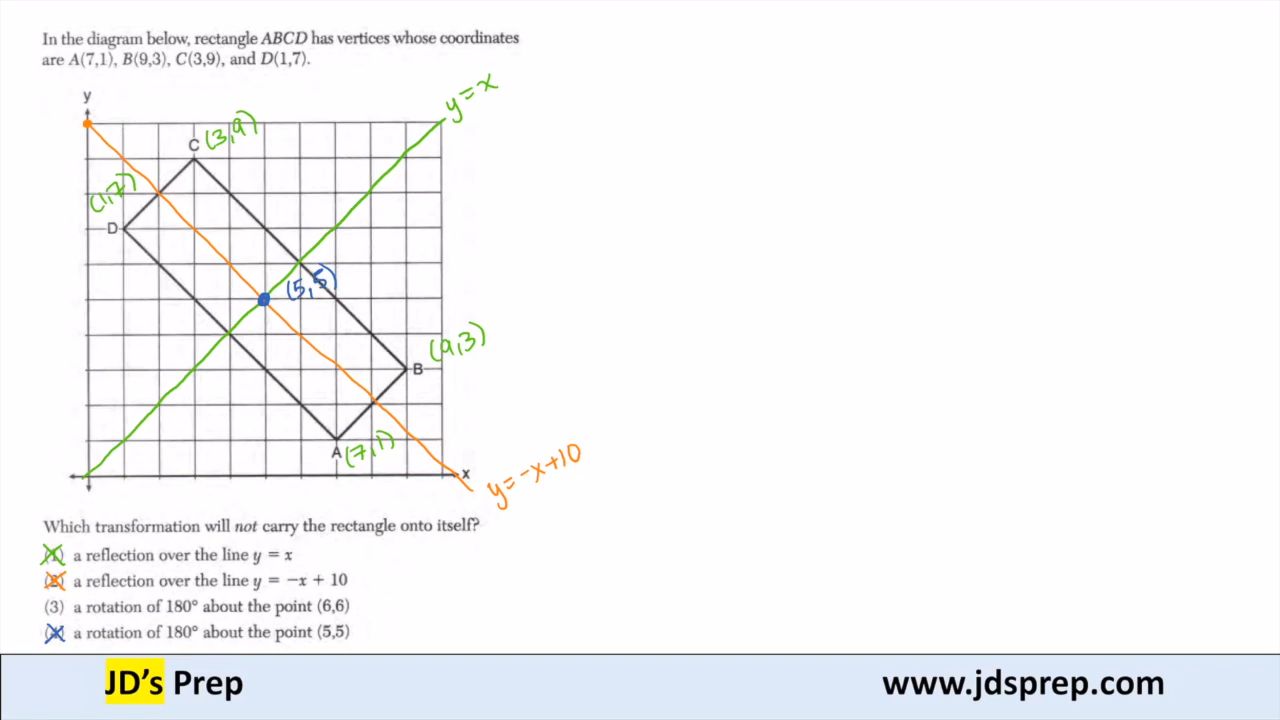 In the diagram below, rectangle ABCD has vertices whose coordinates
are A(7,1), B(9,3), C(3,9), and D(1,7).
y
y=x
C (3,9)
(1,7)
D
(5,5)
(9,3)
B
A (7,1)
x
y=-x+10
Which transformation will not carry the rectangle onto itself?
(1) a reflection over the line y = x
(2) a reflection over the line y = −x + 10
(3) a rotation of 180° about the point (6,6)
(4) a rotation of 180° about the point (5,5)
JD's Prep
www.jdsprep.com